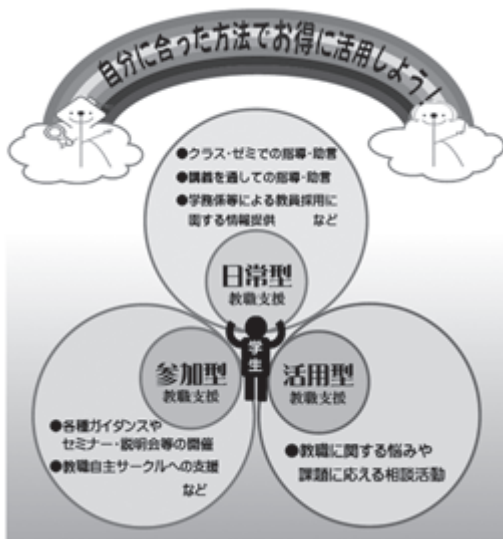 自分に合った方法でお得に活用しよう!
●クラス・ゼミでの指導・助言
●講義を通しての指導・助言
●学務係等による教員採用に
関する情報提供 など
日常型
教職支援
学生
参加型
教職支援
●各種ガイダンスや
セミナー・説明会等の開催
●教職自主サークルへの支援
など
活用型
教職支援
●教職に関する悩みや
課題に応える相談活動